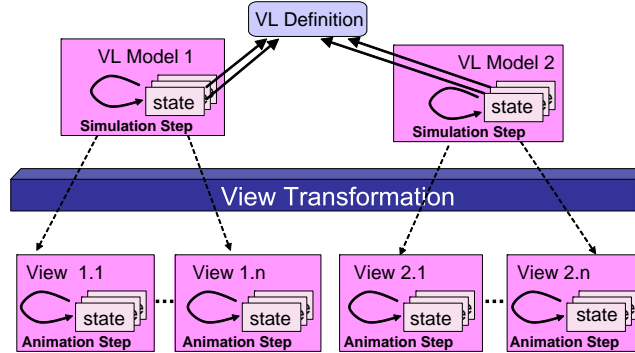 VL Definition
VL Model 1
state
Simulation Step
VL Model 2
state
Simulation Step
View Transformation
View 1.1
state
Animation Step
...
View 1.n
state
Animation Step
View 2.1
state
Animation Step
...
View 2.n
state
Animation Step